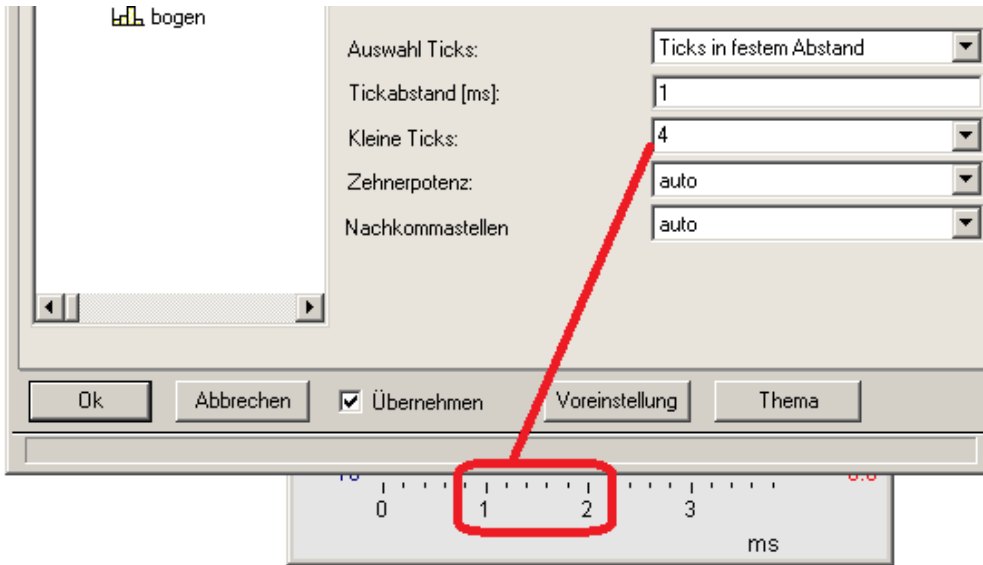 bogen
Auswahl Ticks: Ticks in festem Abstand
Tickabstand [ms]: 1
Kleine Ticks: 4
Zehnerpotenz: auto
Nachkommastellen auto
Ok Abbrechen Übernehmen Voreinstellung Thema
0 1 2 3
ms